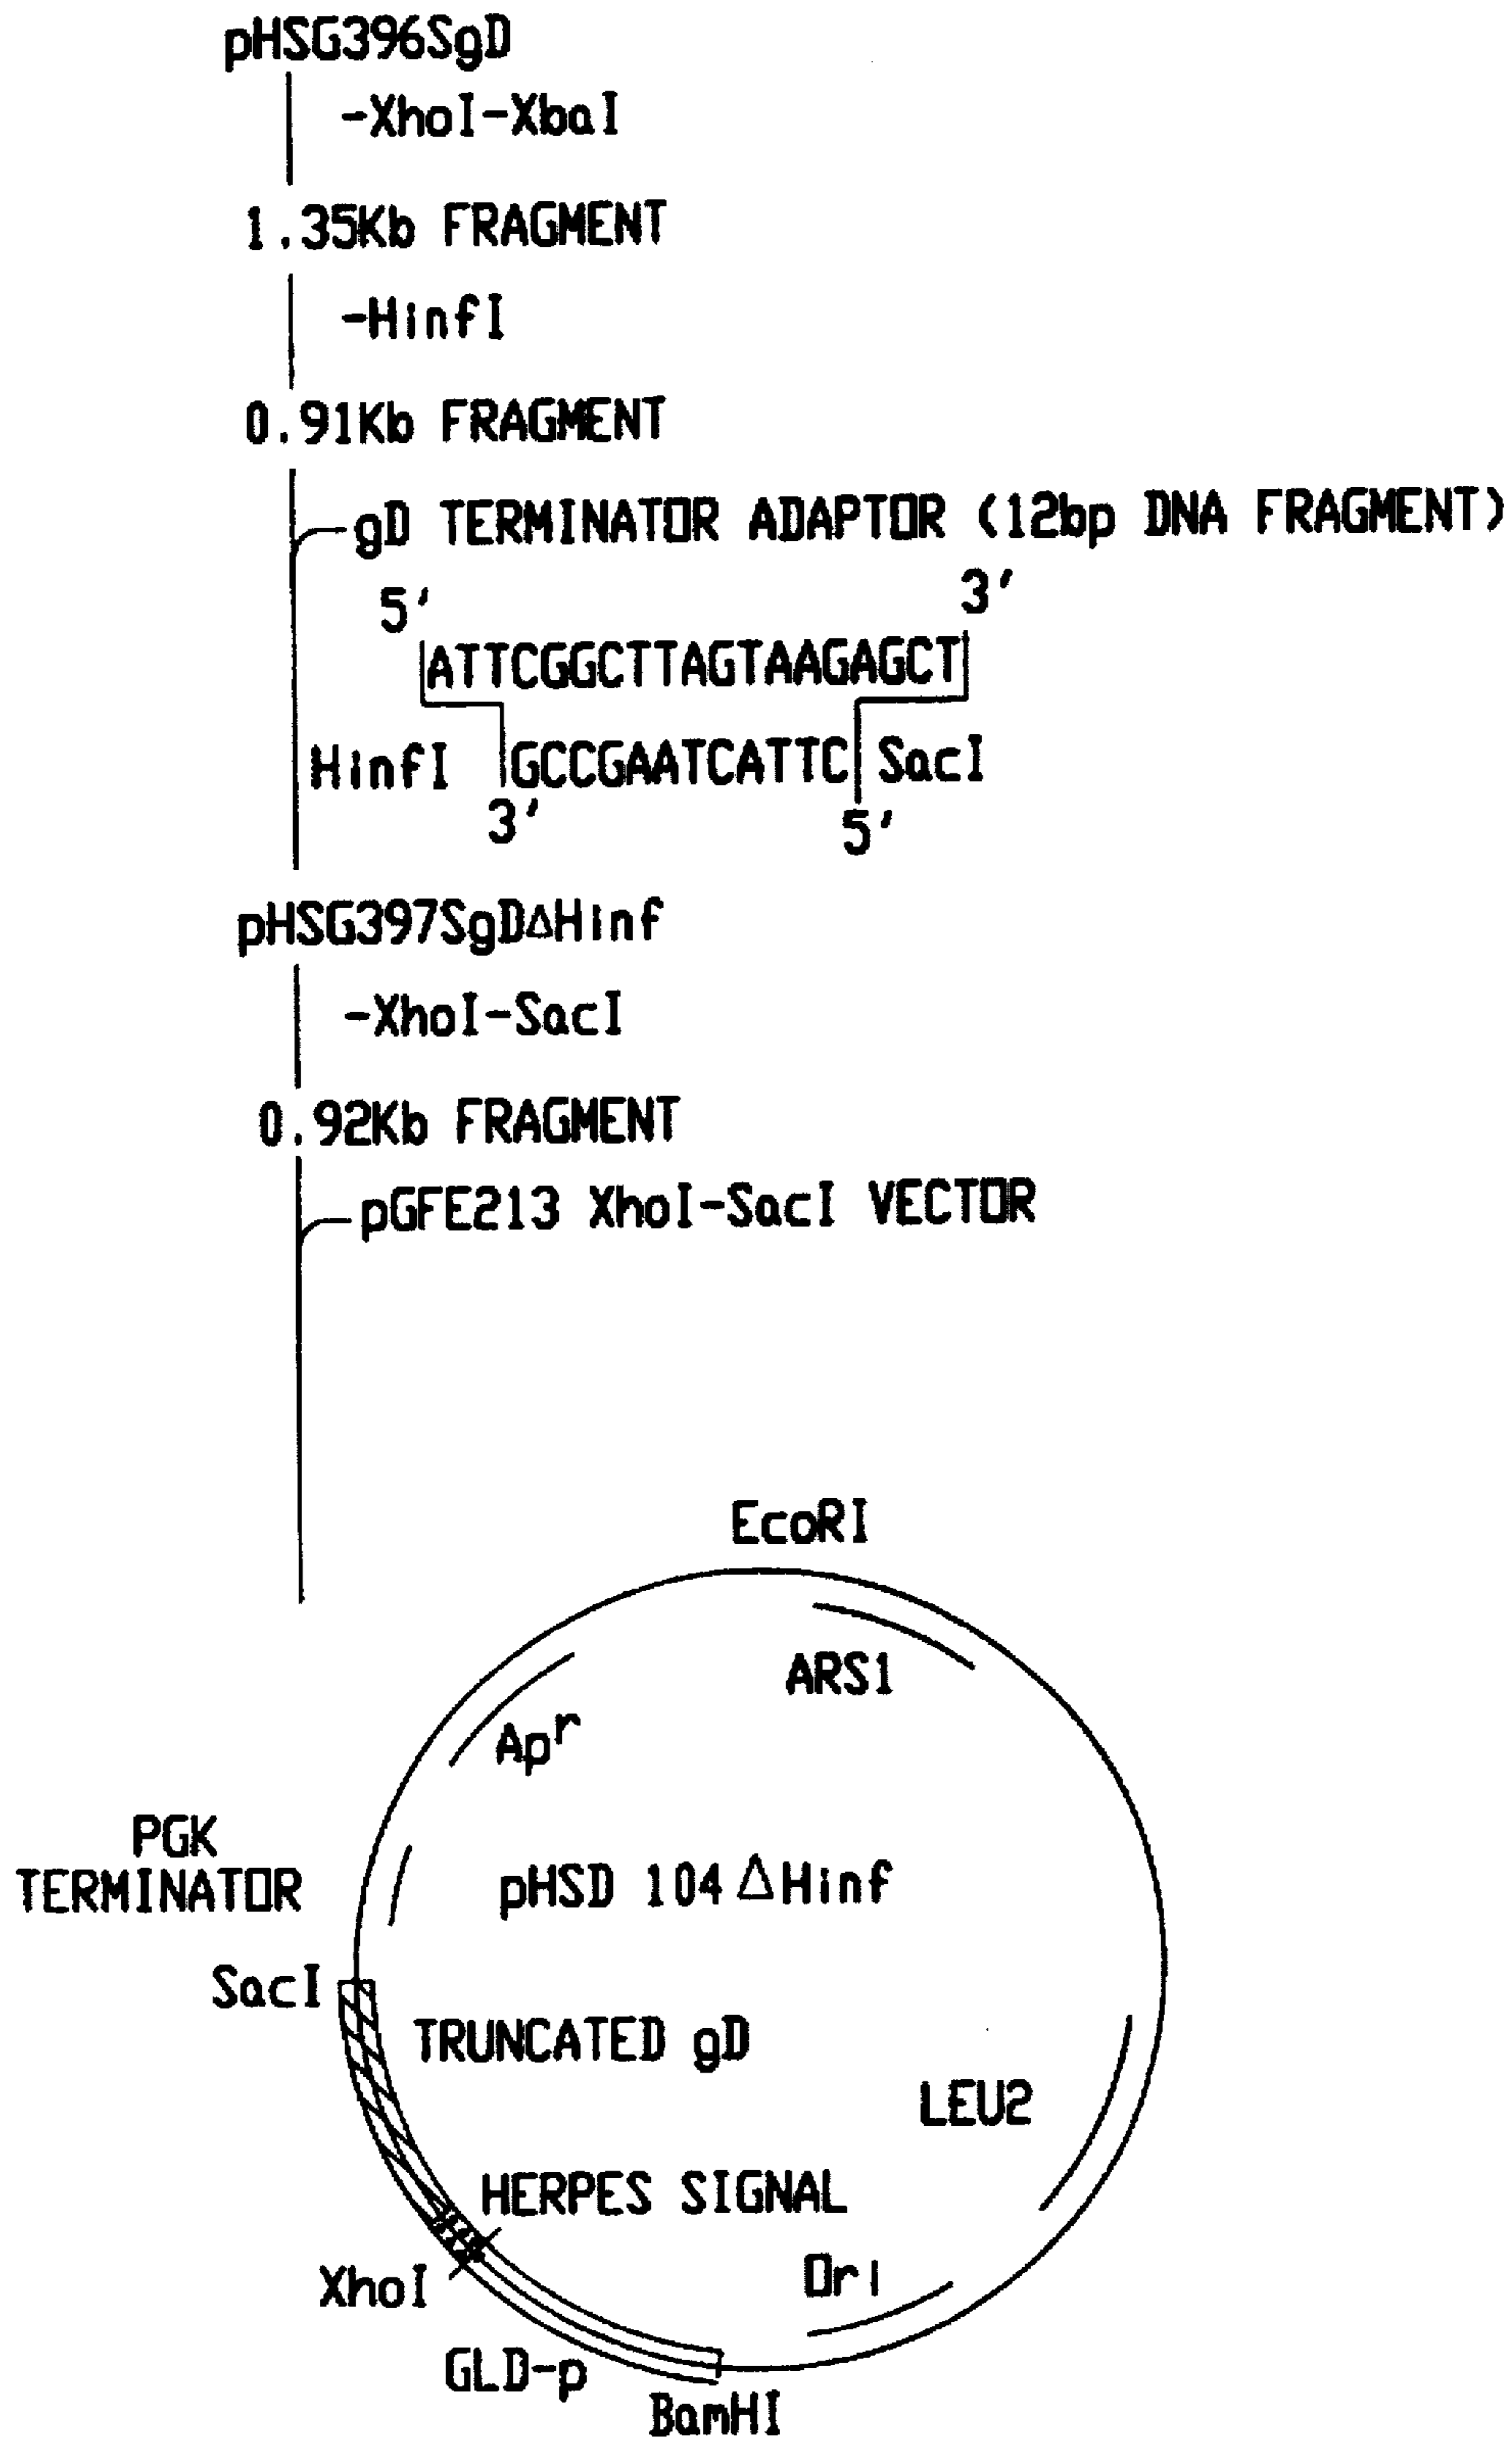 pHSG396SgD
-XhoI-XbaI
1.35Kb FRAGMENT
-HinfI
0.91Kb FRAGMENT
gD TERMINATOR ADAPTOR (12bp DNA FRAGMENT)
5' 3'
ATTCGGCTTAGTAAGAGCT
HinfI GCCGAATCATTC SacI
3' 5'
pHSG397SgDΔHinf
-XhoI-SacI
0.92Kb FRAGMENT
pGFE213 XhoI-SacI VECTOR
EcoRI
ARS1
Apr
PGK
TERMINATOR
pHSD 104 ΔHinf
SacI
TRUNCATED gD
LEU2
HERPES SIGNAL
XhoI
Ori
GLD-p
BamHI